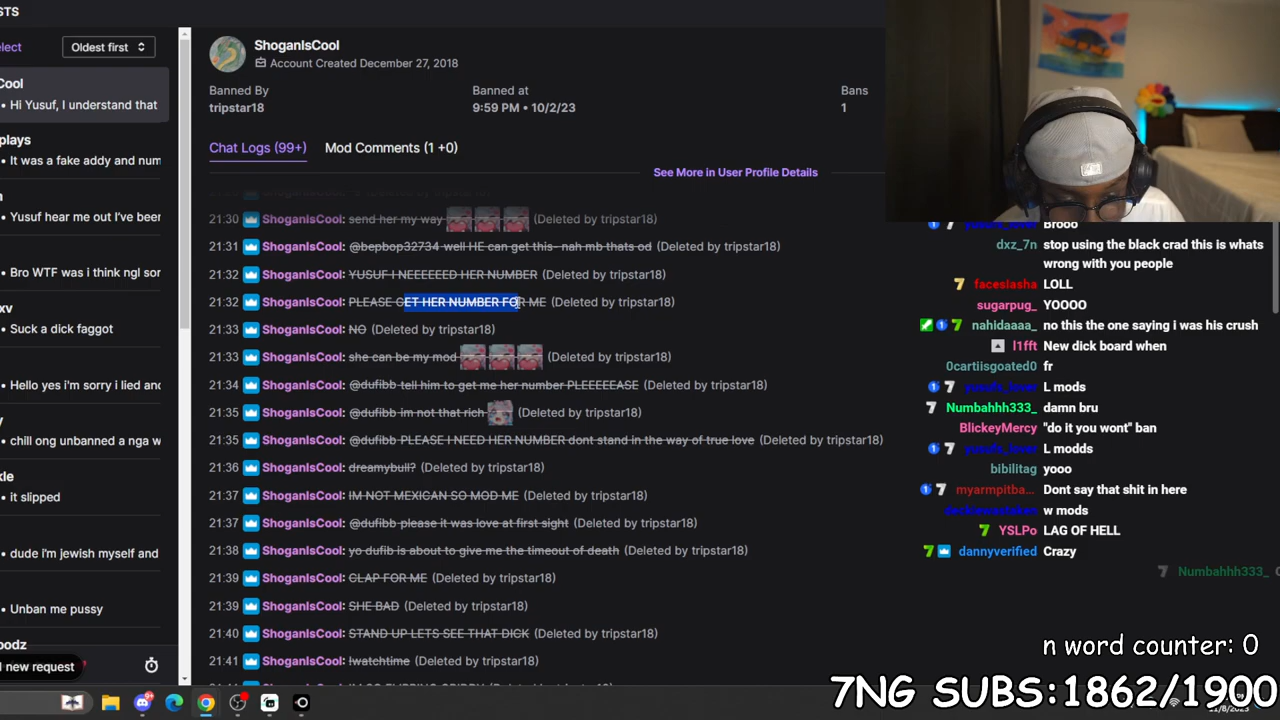 STS
elect
Oldest first
Cool
• Hi Yusuf, I understand that
plays
• It was a fake addy and num
n
• Yusuf hear me out I've been
• Bro WTF was i think ngl sor
xv
• Suck a dick faggot
• Hello yes i'm sorry i lied and
y
• chill ong unbanned a nga w
kle
• it slipped
• dude i'm jewish myself and
• Unban me pussy
oodz
new request
ShoganIsCool
Account Created December 27, 2018
Banned By
tripstar18
Banned at
9:59 PM • 10/2/23
Bans
1
Chat Logs (99+)
Mod Comments (1 +0)
See More in User Profile Details
21:30 ShoganIsCool: send her my way (Deleted by tripstar18)
21:31 ShoganIsCool: @bepbop32734 well HE can get this- nah mb thats od (Deleted by tripstar18)
21:32 ShoganIsCool: YUSUF I NEEEEEED HER NUMBER (Deleted by tripstar18)
21:32 ShoganIsCool: PLEASE GET HER NUMBER FOR ME (Deleted by tripstar18)
21:33 ShoganIsCool: NO (Deleted by tripstar18)
21:33 ShoganIsCool: she can be my mod (Deleted by tripstar18)
21:34 ShoganIsCool: @dufibb tell him to get me her number PLEEEEEASE (Deleted by tripstar18)
21:35 ShoganIsCool: @dufibb im not that rich (Deleted by tripstar18)
21:35 ShoganIsCool: @dufibb PLEASE I NEED HER NUMBER dont stand in the way of true love (Deleted by tripstar18)
21:36 ShoganIsCool: dreamybull? (Deleted by tripstar18)
21:37 ShoganIsCool: IM NOT MEXICAN SO MOD ME (Deleted by tripstar18)
21:37 ShoganIsCool: @dufibb please it was love at first sight (Deleted by tripstar18)
21:38 ShoganIsCool: yo dufib is about to give me the timeout of death (Deleted by tripstar18)
21:39 ShoganIsCool: CLAP FOR ME (Deleted by tripstar18)
21:39 ShoganIsCool: SHE BAD (Deleted by tripstar18)
21:40 ShoganIsCool: STAND UP LETS SEE THAT DICK (Deleted by tripstar18)
21:41 ShoganIsCool: !watchtime (Deleted by tripstar18)
Brooo
dxz_7n stop using the black crad this is whats
wrong with you people
faceslasha LOLL
sugarpug_ YOOOO
nahidaaaa_ no this the one saying i was his crush
l1fft New dick board when
0cartiisgoated0 fr
L mods
Numbahhh333_ damn bru
BlickeyMercy "do it you wont" ban
L modds
bibilitag yooo
myarmpitba... Dont say that shit in here
w mods
YSLPo LAG OF HELL
dannyverified Crazy
Numbahhh333_
n word counter: 0
7NG SUBS:1862/1900
11/8/2023